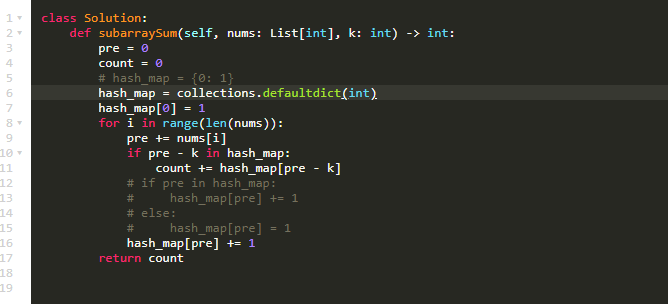 1 class Solution:
2     def subarraySum(self, nums: List[int], k: int) -> int:
3         pre = 0
4         count = 0
5         # hash_map = {0: 1}
6         hash_map = collections.defaultdict(int)
7         hash_map[0] = 1
8         for i in range(len(nums)):
9             pre += nums[i]
10             if pre - k in hash_map:
11                 count += hash_map[pre - k]
12             # if pre in hash_map:
13             #     hash_map[pre] += 1
14             # else:
15             #     hash_map[pre] = 1
16             hash_map[pre] += 1
17         return count
18
19